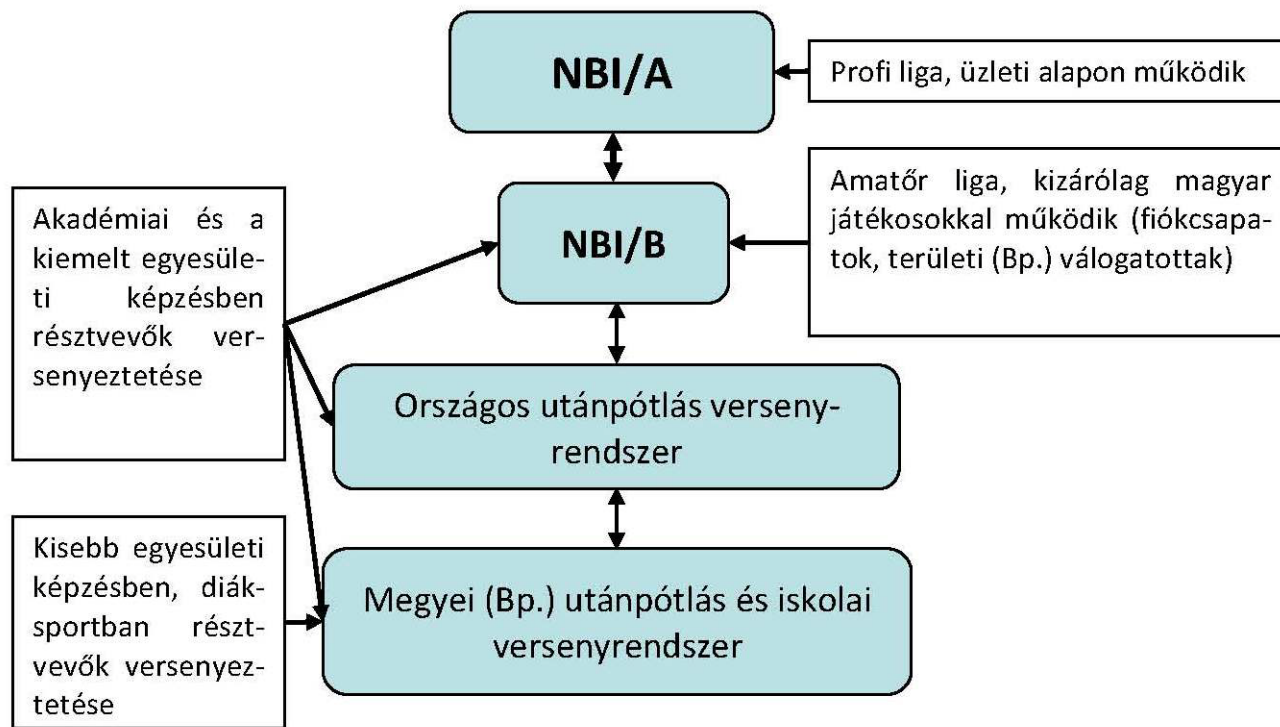 NBI/A
Profi liga, üzleti alapon működik
NBI/B
Amatőr liga, kizárólag magyar
játékosokkal működik (fiókcsapa-
tok, területi (Bp.) válogatottak)
Akadémiai és a
kiemelt egyesüle-
ti képzésben
résztvevők ver-
senyeztetése
Országos utánpótlás verseny-
rendszer
Kisebb egyesületi
képzésben, diák-
sportban részt-
vevők versenyez-
tetése
Megyei (Bp.) utánpótlás és iskolai
versenyrendszer